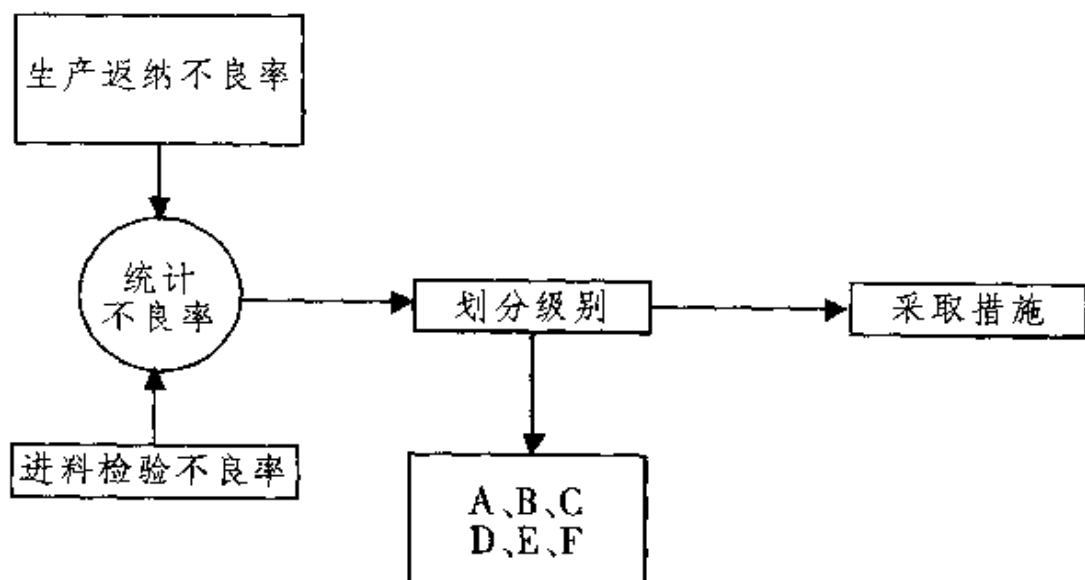 生产返纳不良率
统计
不良率
划分级别
采取措施
进料检验不良率
A、B、C
D、E、F